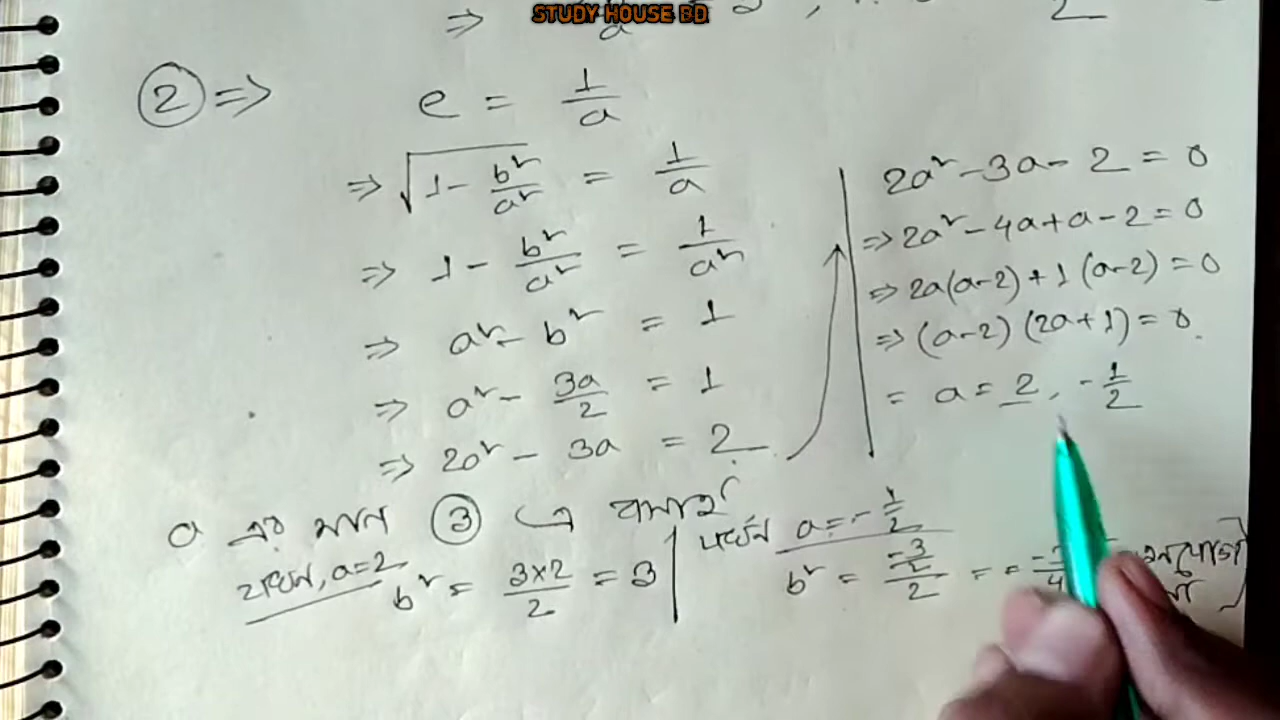 STUDY HOUSE BD
⇒
② ⇒ e = 1/a
⇒ √(1 - b²/a²) = 1/a
⇒ 1 - b²/a² = 1/a²
⇒ a² - b² = 1
⇒ a² - 3a/2 = 1
⇒ 2a² - 3a = 2
2a² - 3a - 2 = 0
⇒ 2a² - 4a + a - 2 = 0
⇒ 2a(a-2) + 1(a-2) = 0
⇒ (a-2)(2a+1) = 0
= a = 2, -1/2
a এর মান ③ এ বসাই
যখন, a = 2
b² = (3×2)/2 = 3
যখন a = -1/2
b² = (-3/2)/2 = =